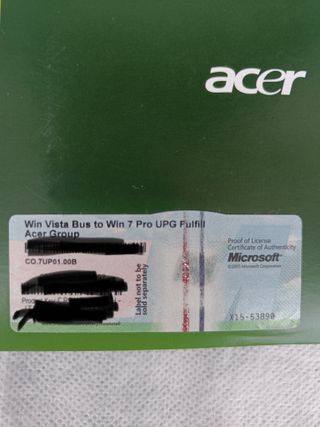 acer
Win Vista Bus to Win 7 Pro UPG Fulfill
Acer Group
CO.7UP01.00B
Label not to be
sold separately
Proof of License
Certificate of Authenticity
Microsoft
X15-53890